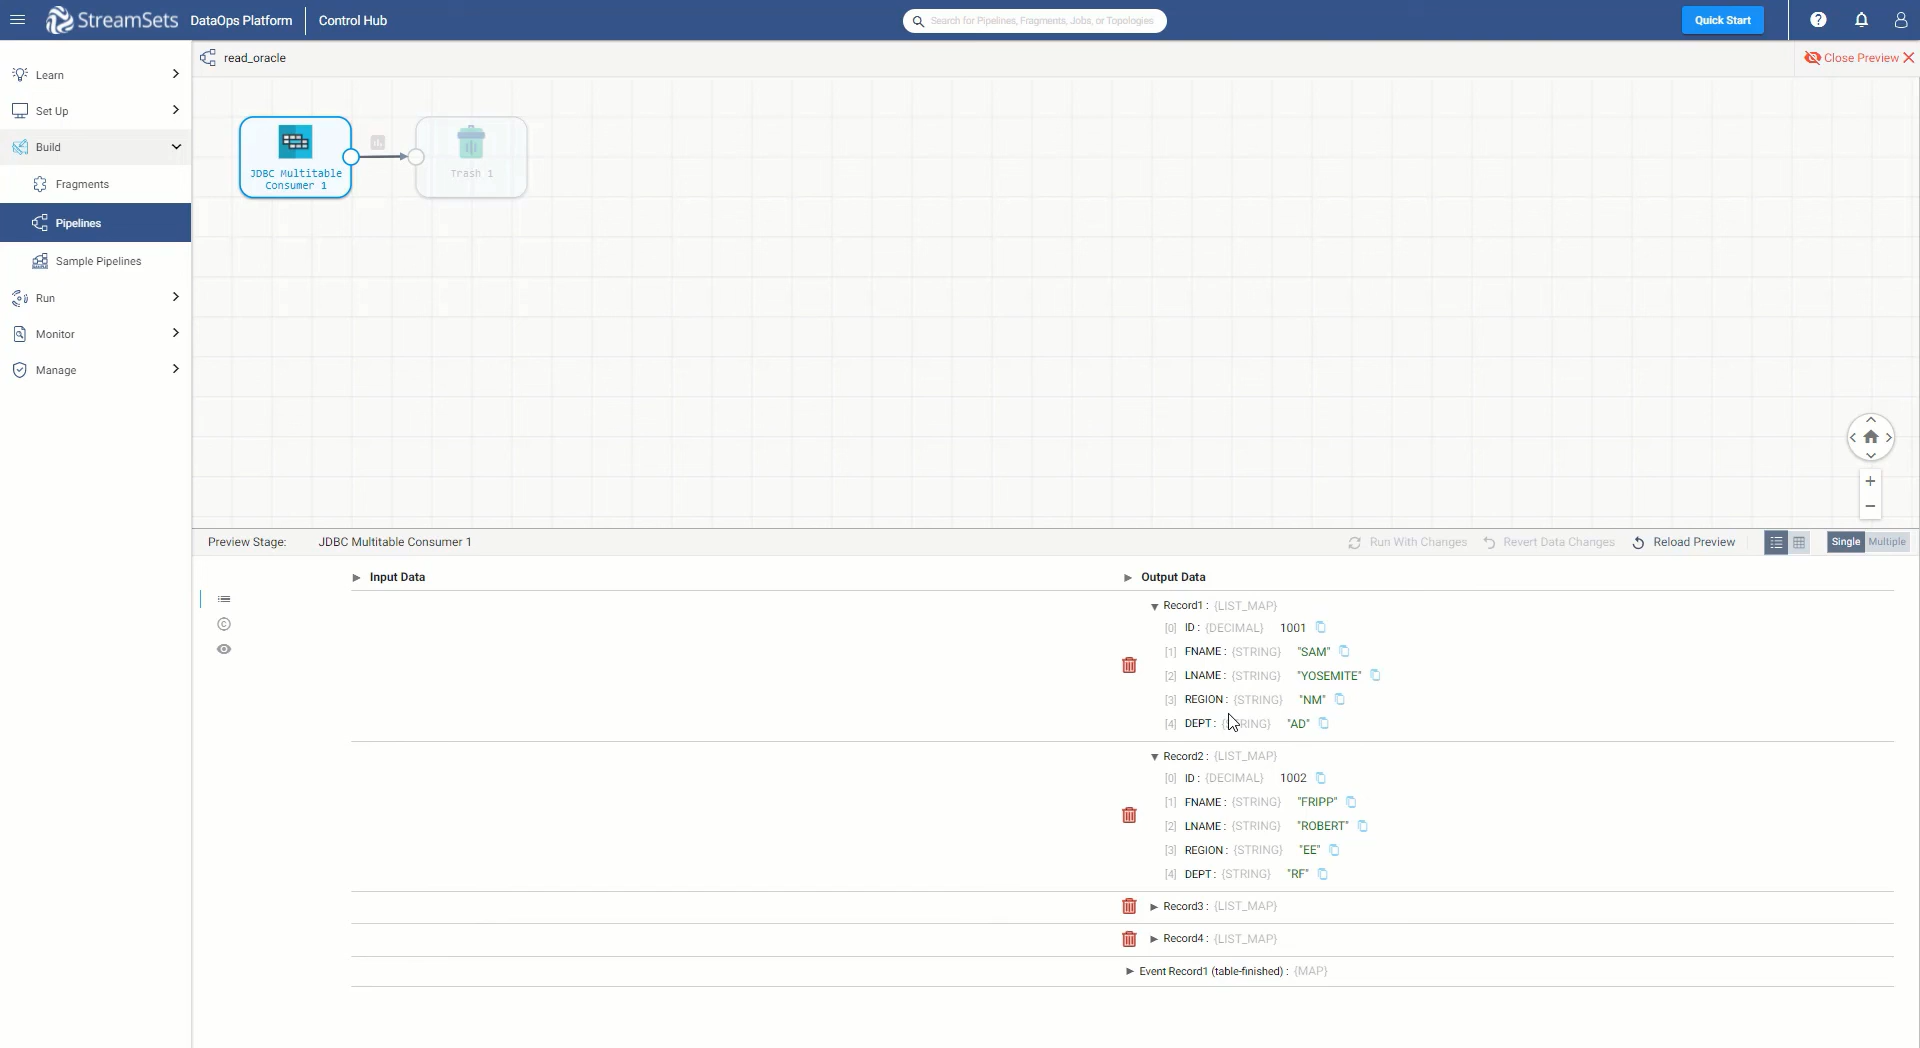 StreamSets DataOps Platform Control Hub Search for Pipelines, Fragments, Jobs, or Topologies Quick Start
read_oracle Close Preview
Learn
Set Up
Build
Fragments
Pipelines
Sample Pipelines
Run
Monitor
Manage
JDBC Multitable
Consumer 1
Trash 1
Preview Stage: JDBC Multitable Consumer 1 Run With Changes Revert Data Changes Reload Preview Single Multiple
Input Data Output Data
Record1 : {LIST_MAP}
[0] ID : {DECIMAL} 1001
[1] FNAME : {STRING} "SAM"
[2] LNAME : {STRING} "YOSEMITE"
[3] REGION : {STRING} "NM"
[4] DEPT : {STRING} "AD"
Record2 : {LIST_MAP}
[0] ID : {DECIMAL} 1002
[1] FNAME : {STRING} "FRIPP"
[2] LNAME : {STRING} "ROBERT"
[3] REGION : {STRING} "EE"
[4] DEPT : {STRING} "RF"
Record3 : {LIST_MAP}
Record4 : {LIST_MAP}
Event Record1 (table-finished) : {MAP}